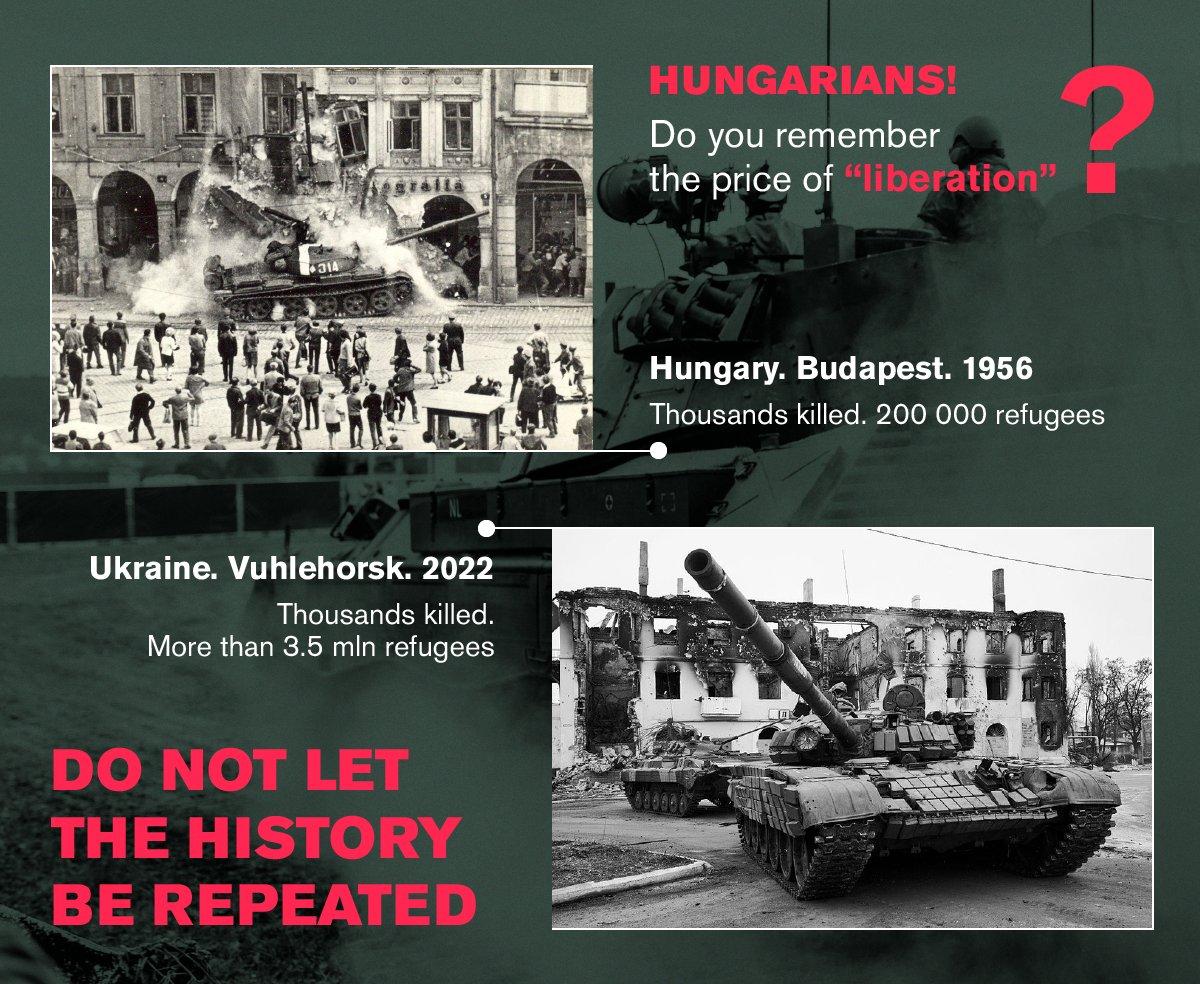 HUNGARIANS!
Do you remember
the price of “liberation”
?
Hungary. Budapest. 1956
Thousands killed. 200 000 refugees
314
NL
Ukraine. Vuhlehorsk. 2022
Thousands killed.
More than 3.5 mln refugees
DO NOT LET
THE HISTORY
BE REPEATED